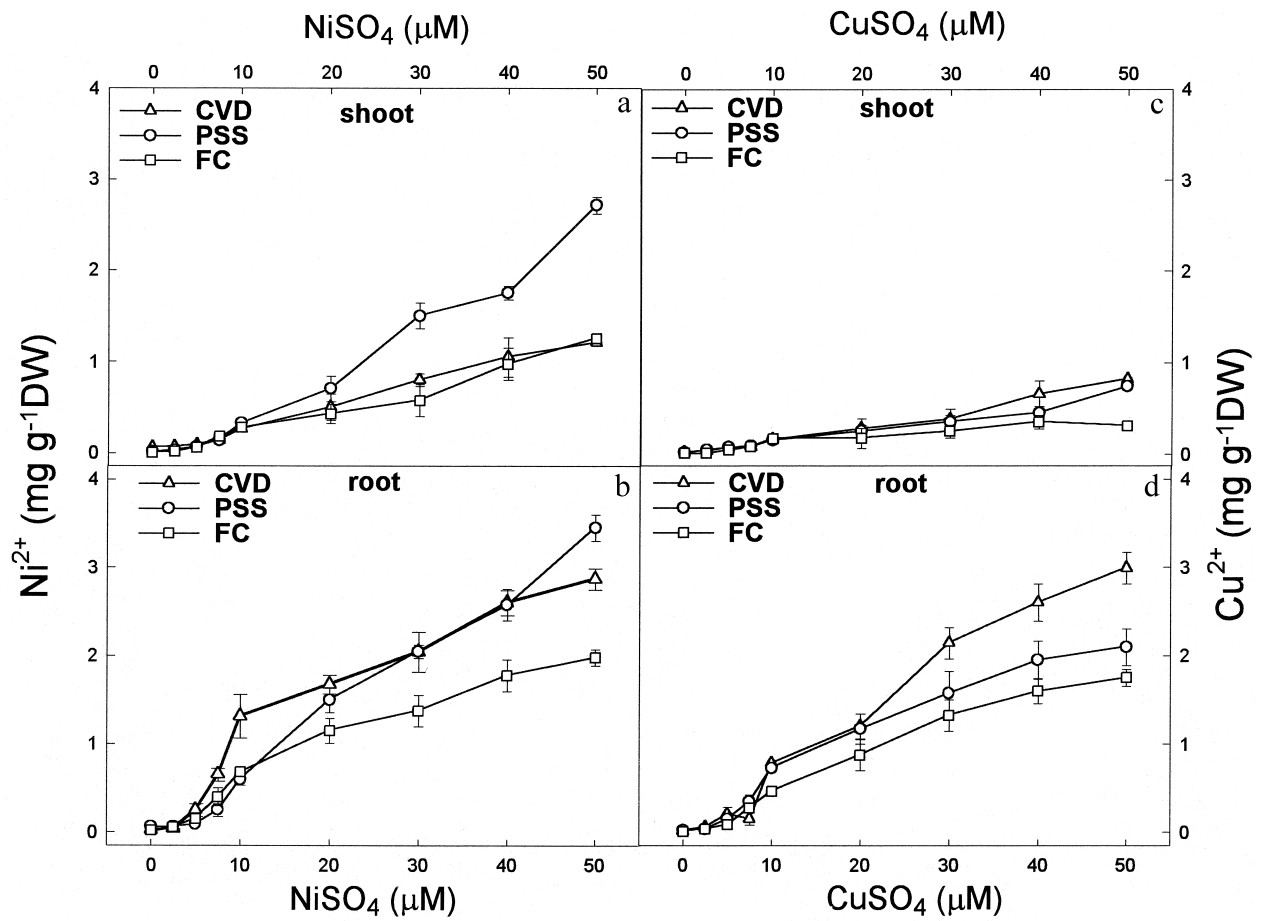 NiSO4 (μM)
CuSO4 (μM)
0 10 20 30 40 50
0 10 20 30 40 50
4
3
2
1
0
CVD
PSS
FC
shoot
a
CVD
PSS
FC
shoot
c
4
3
2
1
0
Ni2+ (mg g-1DW)
4
3
2
1
0
CVD
PSS
FC
root
b
CVD
PSS
FC
root
d
4
3
2
1
0
Cu2+ (mg g-1DW)
0 10 20 30 40 50
0 10 20 30 40 50
NiSO4 (μM)
CuSO4 (μM)